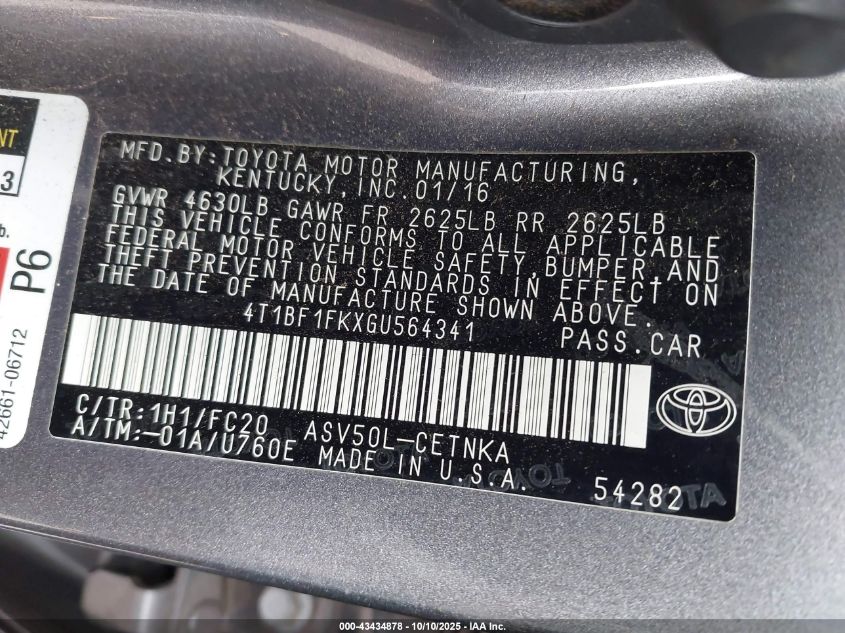 NT
3
b.
P6
42661-06712
MFD.BY:TOYOTA MOTOR MANUFACTURING,
KENTUCKY,INC.01/16
GVWR 4630LB GAWR FR 2625LB RR 2625LB
THIS VEHICLE CONFORMS TO ALL APPLICABLE
FEDERAL MOTOR VEHICLE SAFETY,BUMPER,AND
THEFT PREVENTION STANDARDS IN EFFECT ON
THE DATE OF MANUFACTURE SHOWN ABOVE.
4T1BF1FKXGU564341 PASS.CAR
C/TR:1H1/FC20 ASV50L-CETNKA
A/TM:-01A/U760E MADE IN U.S.A.
54282
000-43434878 | 10/10/2025 | © IAA Inc.